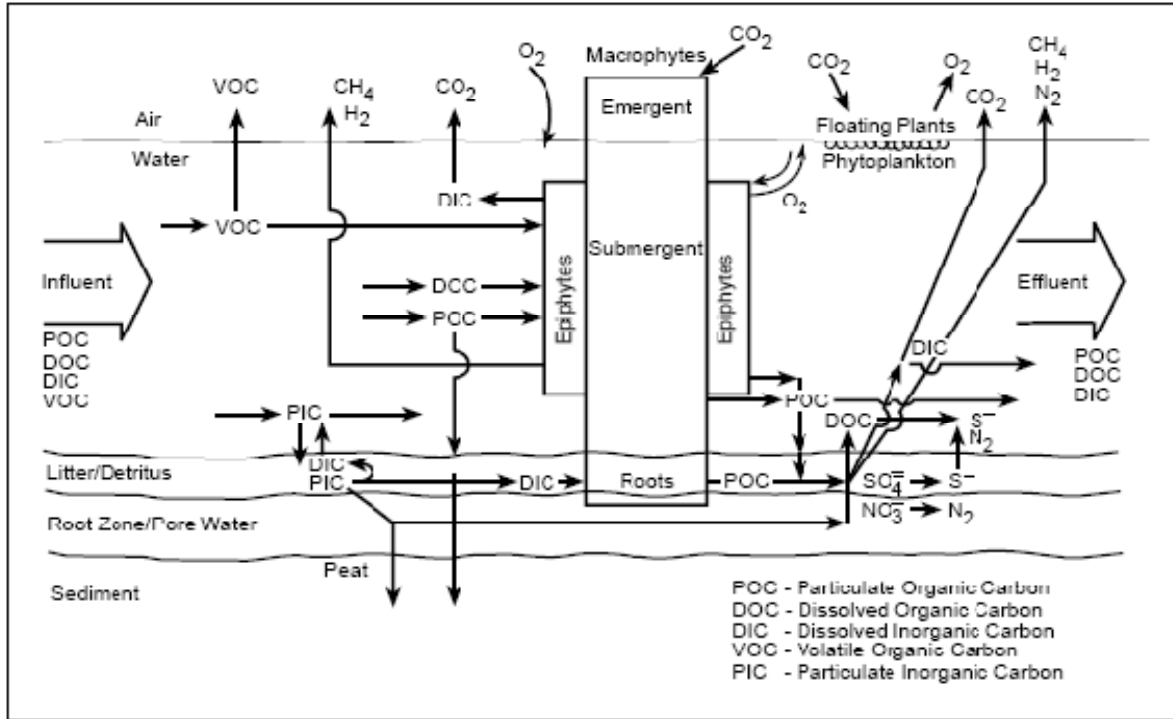 O2
Macrophytes
CO2
CO2
O2
CH4
H2
N2
VOC
CH4
H2
CO2
CO2
Air
Emergent
Floating Plants
Water
Phytoplankton
DIC
O2
VOC
Submergent
Influent
Epiphytes
Epiphytes
Effluent
DCC
PCC
POC
DOC
DIC
VOC
DIC
POC
DOC
DIC
POC
PIC
DOC
S–
N2
Litter/Detritus
DIC
PIC
DIC
Roots
POC
SO4=
S–
Root Zone/Pore Water
NO3–
N2
Peat
Sediment
POC - Particulate Organic Carbon
DOC - Dissolved Organic Carbon
DIC - Dissolved Inorganic Carbon
VOC - Volatile Organic Carbon
PIC - Particulate Inorganic Carbon